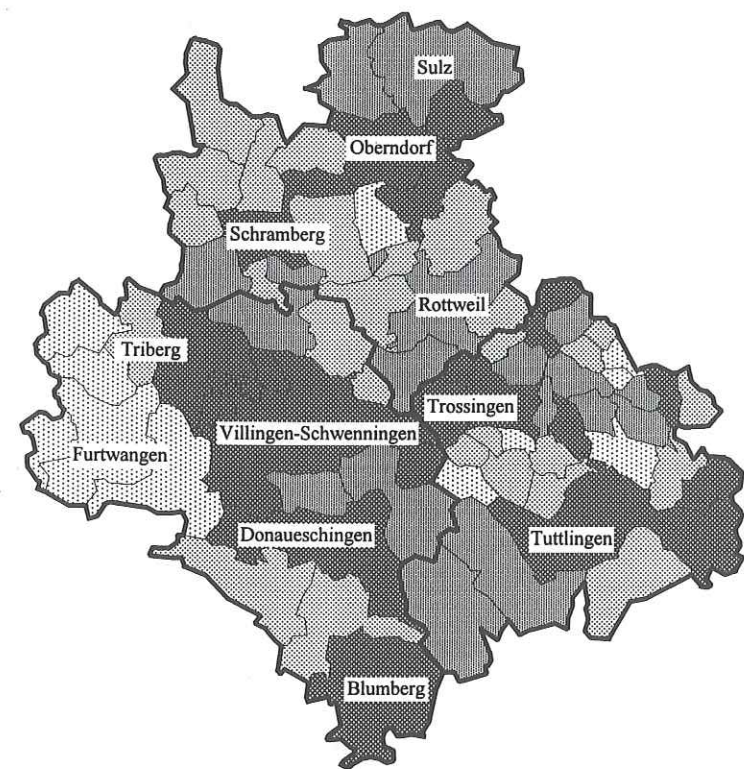 Sulz
Oberndorf
Schramberg
Rottweil
Triberg
Trossingen
Villingen-Schwenningen
Furtwangen
Donaueschingen
Tuttlingen
Blumberg